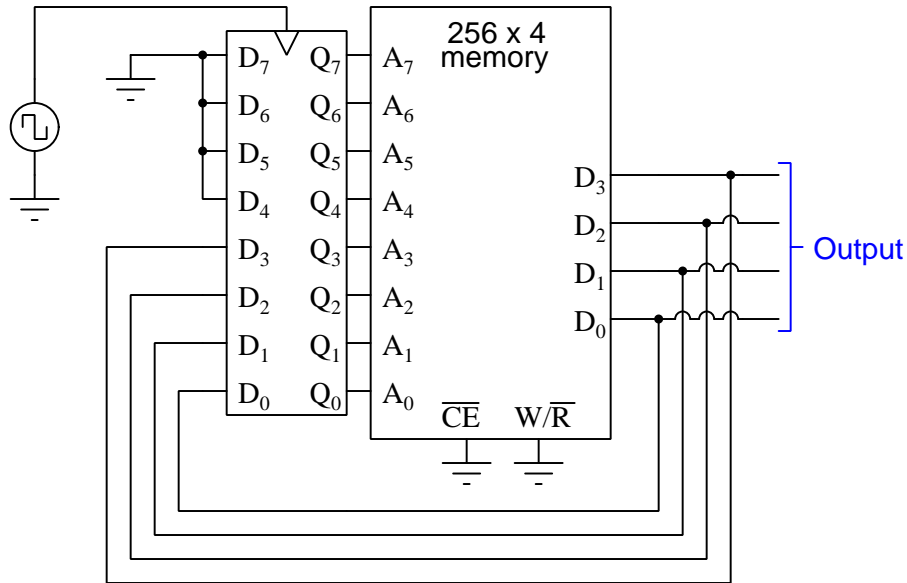 256 x 4
memory
D₇ Q₇ A₇
D₆ Q₆ A₆
D₅ Q₅ A₅
D₄ Q₄ A₄
D₃
D₃ Q₃ A₃
D₂
D₂ Q₂ A₂
D₁
D₁ Q₁ A₁
D₀
D₀ Q₀ A₀
Output
C̅E̅ W/R̅